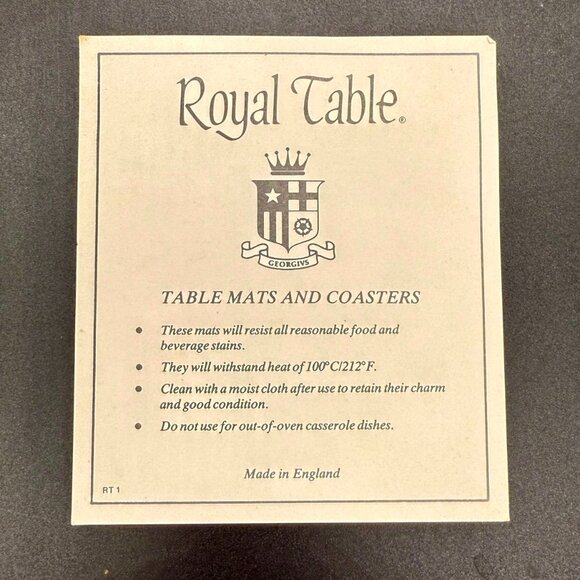 Royal Table®
GEORGIVS
TABLE MATS AND COASTERS
• These mats will resist all reasonable food and
beverage stains.
• They will withstand heat of 100°C/212°F.
• Clean with a moist cloth after use to retain their charm
and good condition.
• Do not use for out-of-oven casserole dishes.
Made in England
RT 1